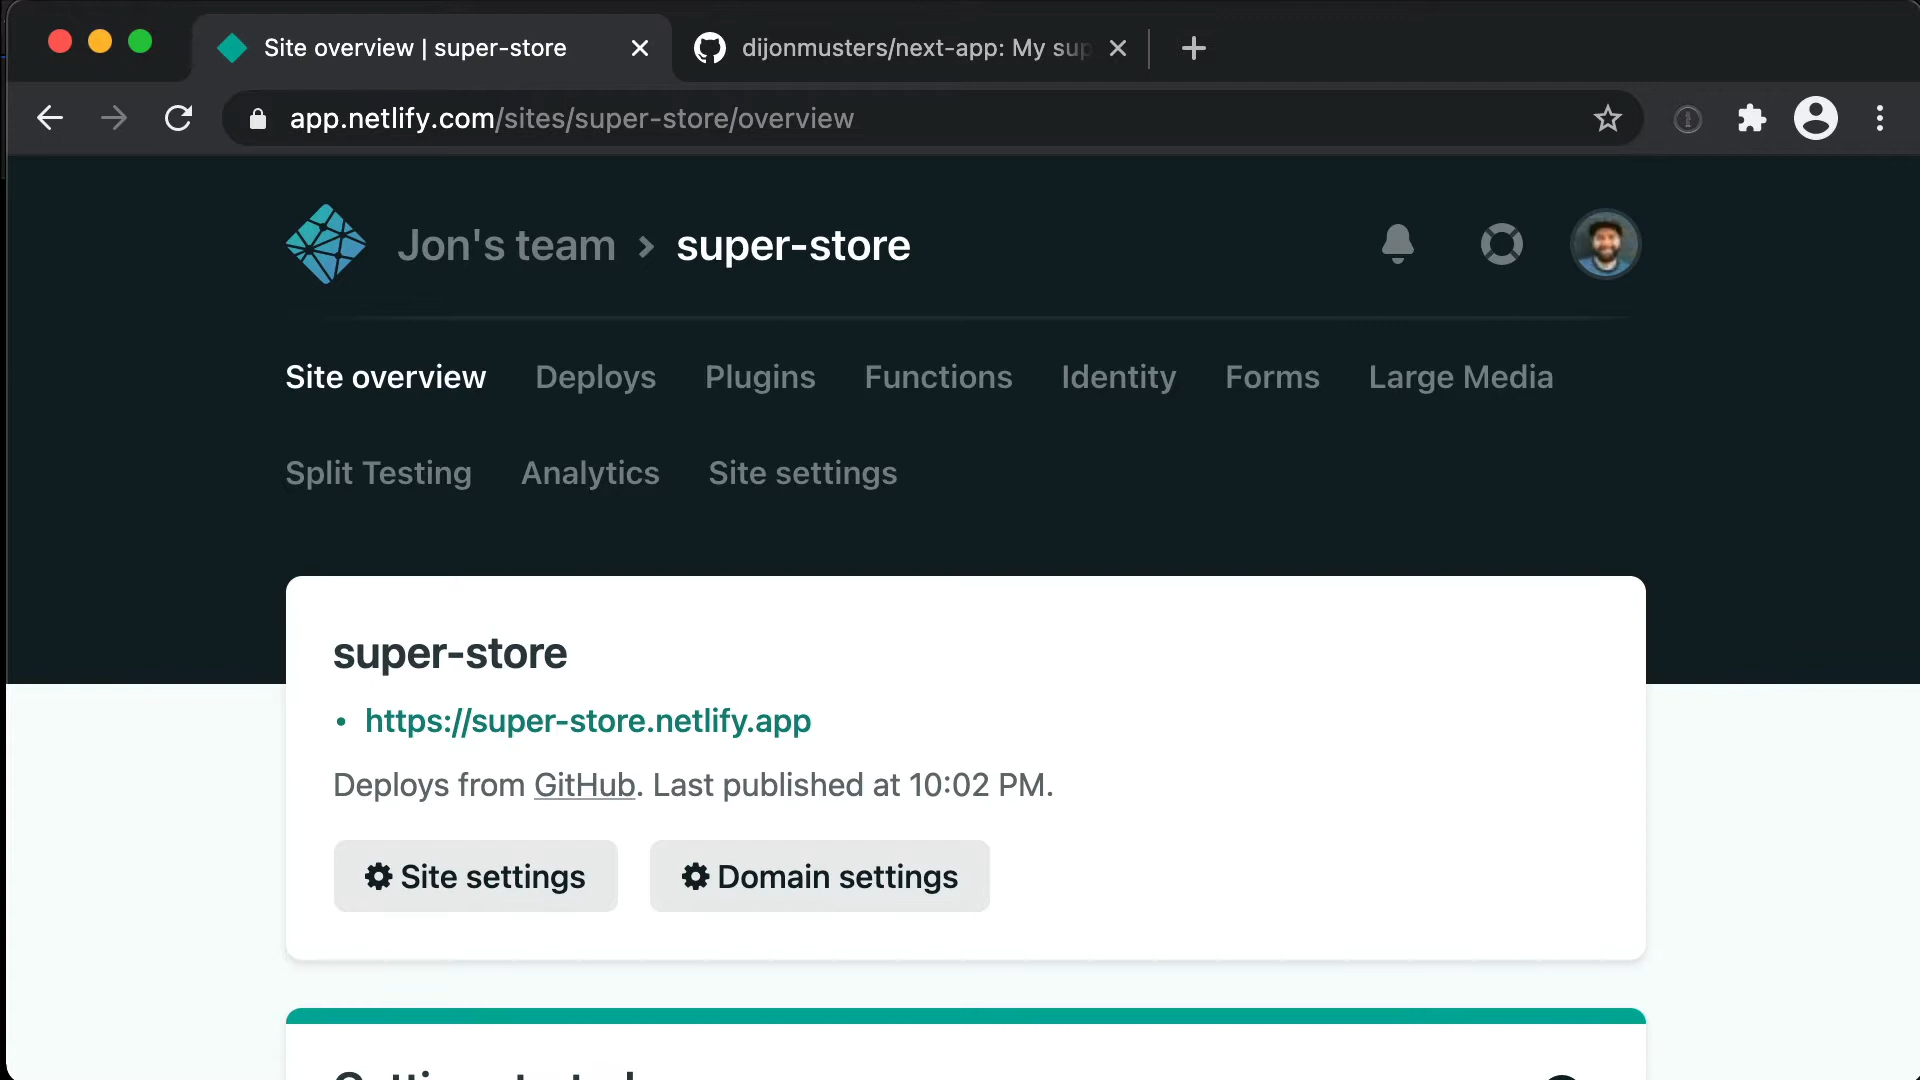 Site overview | super-store
dijonmusters/next-app: My sup
app.netlify.com/sites/super-store/overview
Jon's team > super-store
Site overview Deploys Plugins Functions Identity Forms Large Media
Split Testing Analytics Site settings
super-store
• https://super-store.netlify.app
Deploys from GitHub. Last published at 10:02 PM.
Site settings Domain settings